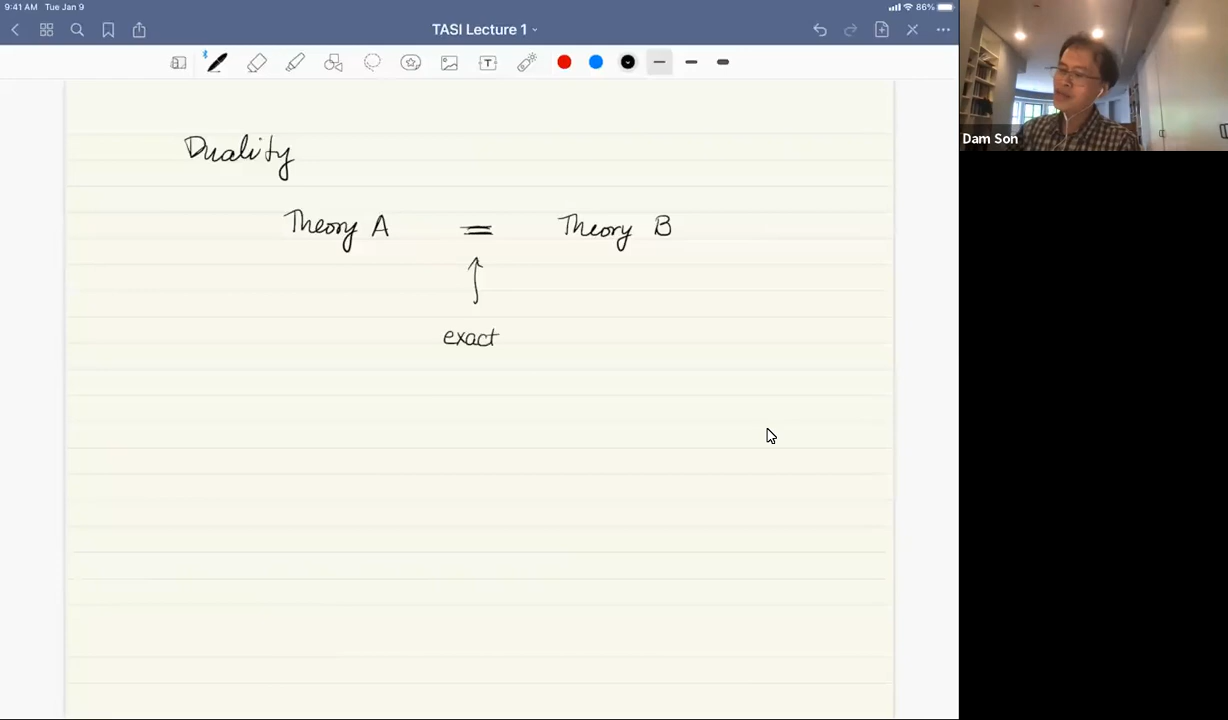 9:41 AM Tue Jan 9
86%
TASI Lecture 1
T
Dam Son
Duality
Theory A = Theory B
exact